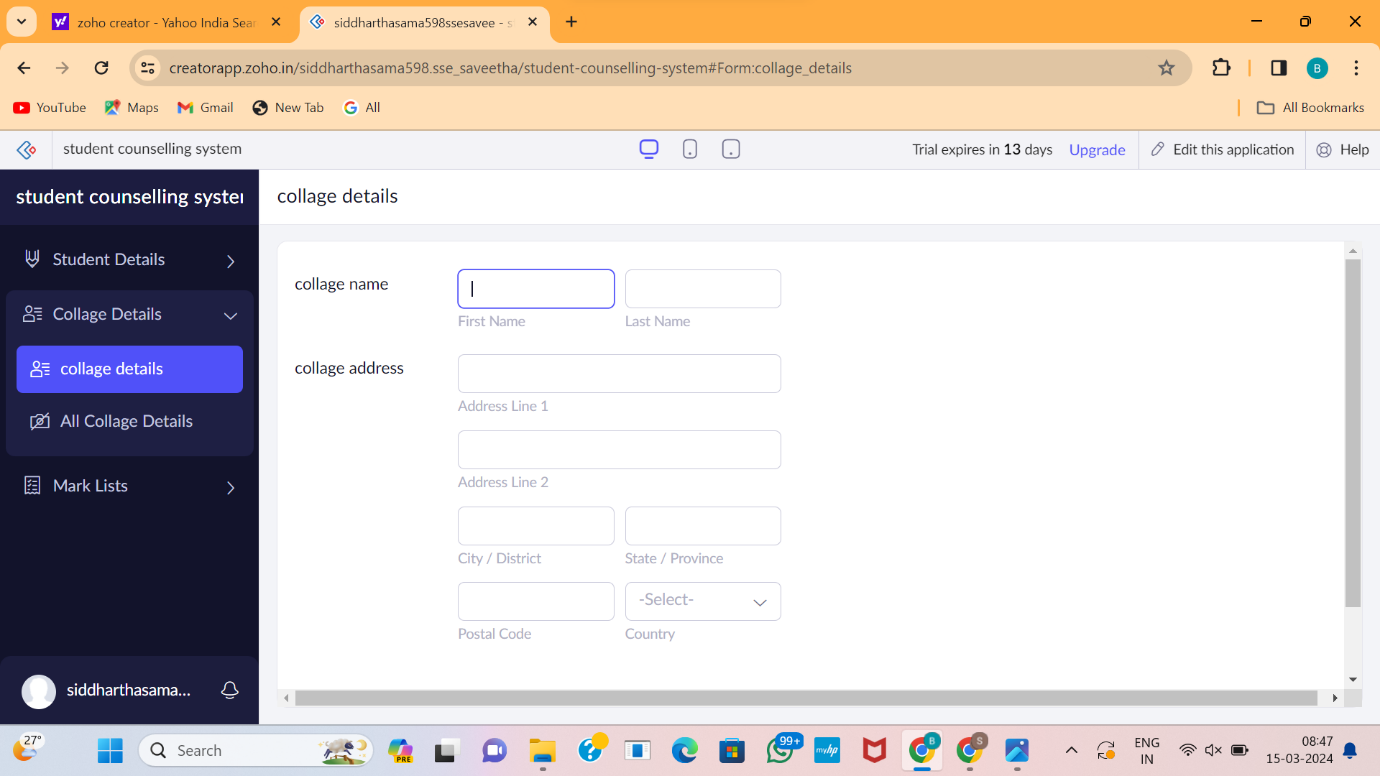 zoho creator - Yahoo India Sear
siddharthasama598ssesavee - s
creatorapp.zoho.in/siddharthasama598.sse_saveetha/student-counselling-system#Form:collage_details
B
YouTube
Maps
Gmail
New Tab
All
All Bookmarks
student counselling system
Trial expires in 13 days
Upgrade
Edit this application
Help
student counselling syster
collage details
Student Details
Collage Details
collage details
All Collage Details
Mark Lists
siddharthasama...
collage name
First Name
Last Name
collage address
Address Line 1
Address Line 2
City / District
State / Province
-Select-
Postal Code
Country
27°
Search
PRE
99+
myhp
B
S
ENG
IN
08:47
15-03-2024